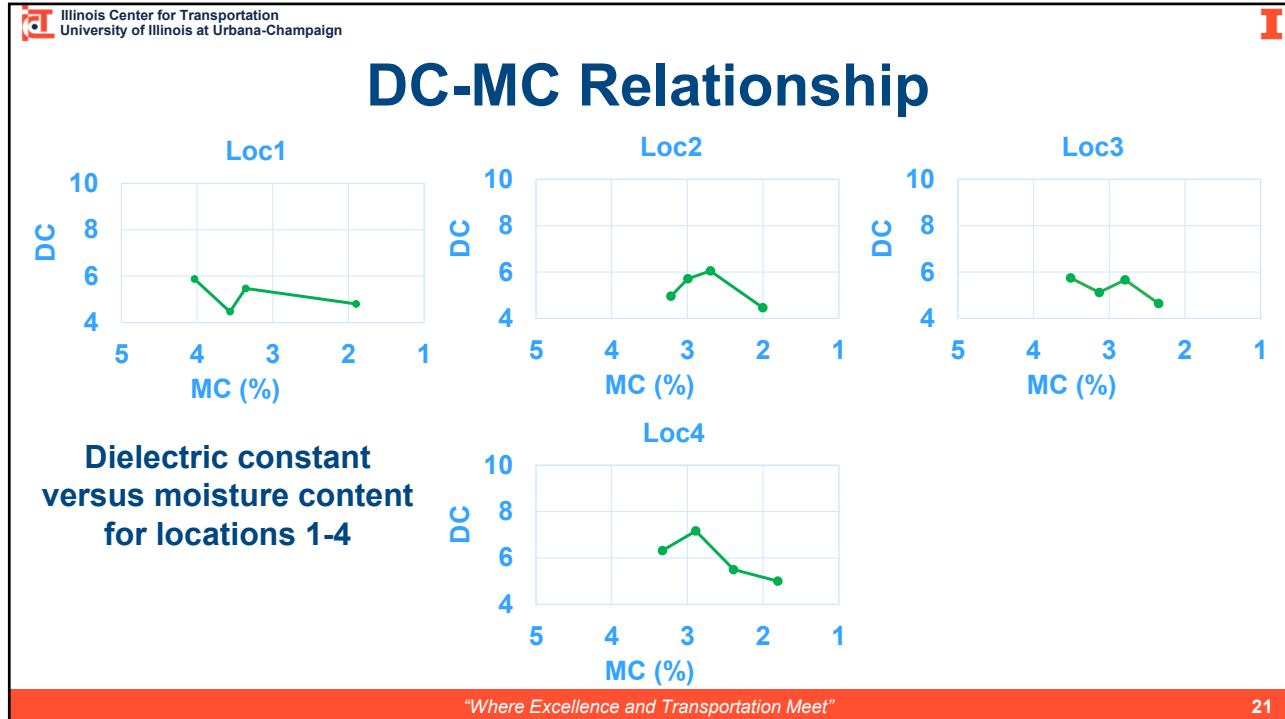 Illinois Center for Transportation
University of Illinois at Urbana-Champaign
DC-MC Relationship
Loc1
10
8
6
4
DC
5 4 3 2 1
MC (%)
Loc2
10
8
6
4
DC
5 4 3 2 1
MC (%)
Loc3
10
8
6
4
DC
5 4 3 2 1
MC (%)
Dielectric constant
versus moisture content
for locations 1-4
Loc4
10
8
6
4
DC
5 4 3 2 1
MC (%)
“Where Excellence and Transportation Meet”
21